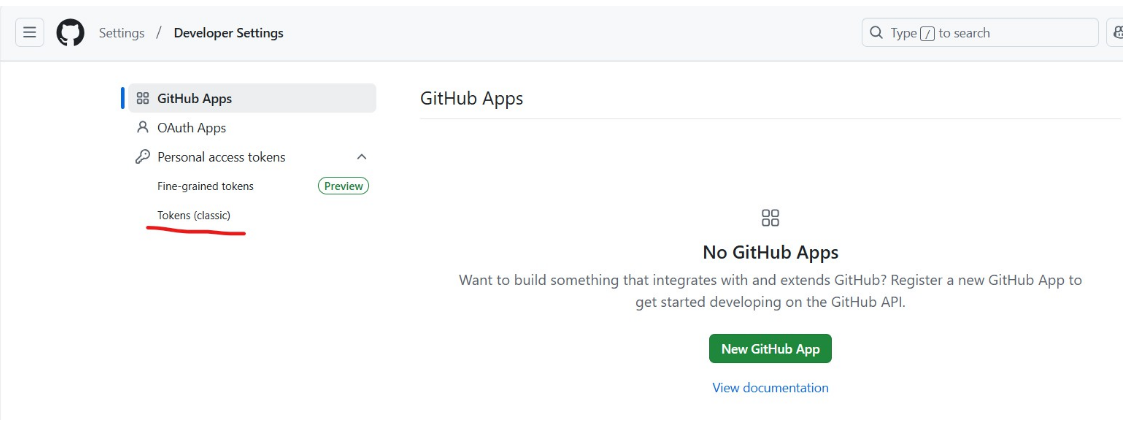 Settings / Developer Settings
Type / to search
GitHub Apps
OAuth Apps
Personal access tokens
Fine-grained tokens Preview
Tokens (classic)
GitHub Apps
No GitHub Apps
Want to build something that integrates with and extends GitHub? Register a new GitHub App to
get started developing on the GitHub API.
New GitHub App
View documentation